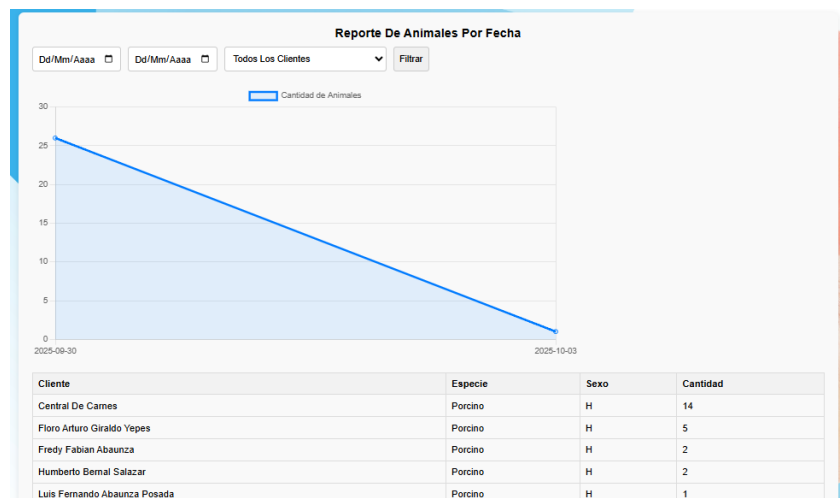 Reporte De Animales Por Fecha
Dd/Mm/Aaaa Dd/Mm/Aaaa Todos Los Clientes Filtrar
Cantidad de Animales
30
25
20
15
10
5
0
2025-09-30 2025-10-03
Cliente Especie Sexo Cantidad
Central De Carnes Porcino H 14
Floro Arturo Giraldo Yepes Porcino H 5
Fredy Fabian Abaunza Porcino H 2
Humberto Bernal Salazar Porcino H 2
Luis Fernando Abaunza Posada Porcino H 1